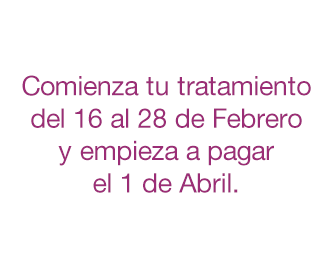 Comienza tu tratamiento
del 16 al 28 de Febrero
y empieza a pagar
el 1 de Abril.